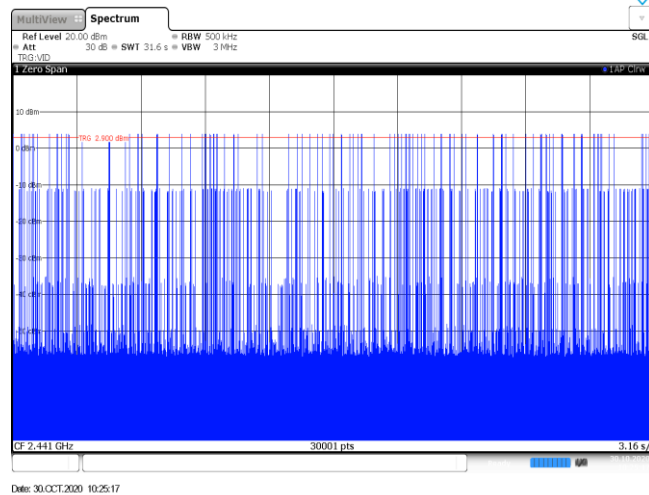 MultiView Spectrum
Ref Level 20.00 dBm RBW 500 kHz SGL
Att 30 dB SWT 31.6 s VBW 3 MHz
TRG:VID
1 Zero Span 1AP Clrw
10 dBm
TRG 2.900 dBm
0 dBm
-10 dBm
-20 dBm
-30 dBm
-40 dBm
CF 2.441 GHz 30001 pts 3.16 s/
Date: 30.OCT.2020 10:25:17